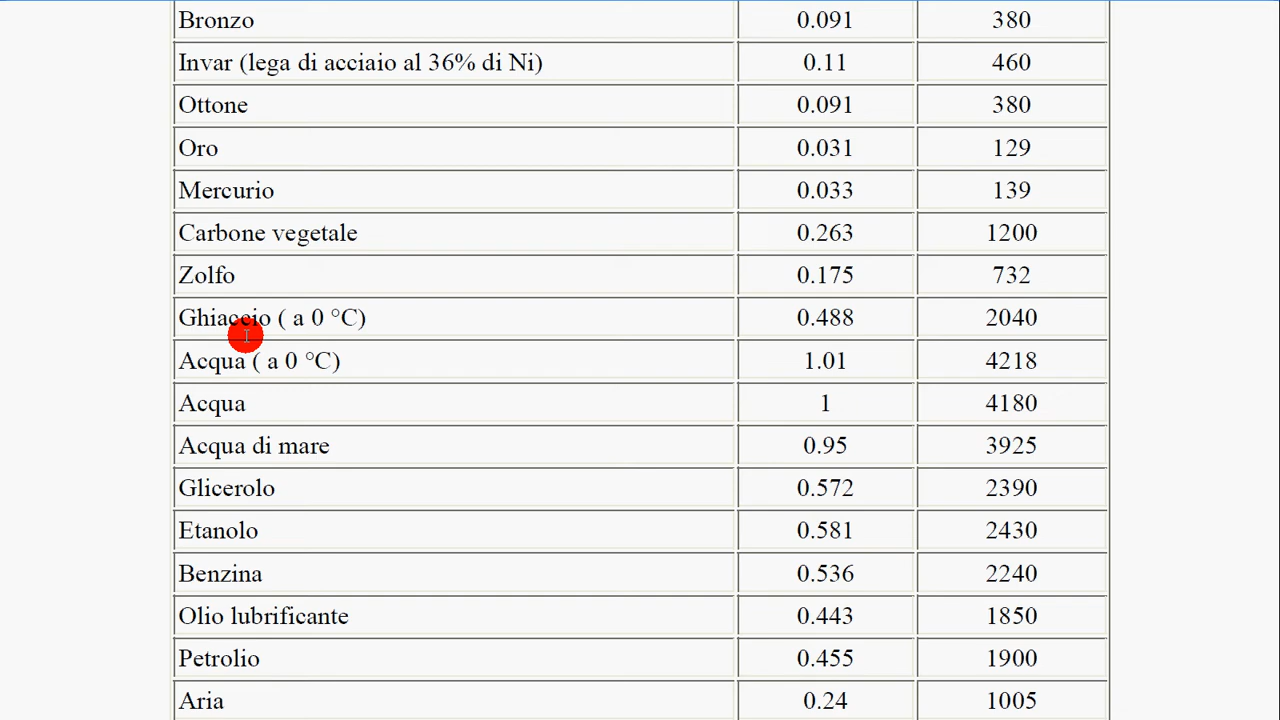 Bronzo 0.091 380
Invar (lega di acciaio al 36% di Ni) 0.11 460
Ottone 0.091 380
Oro 0.031 129
Mercurio 0.033 139
Carbone vegetale 0.263 1200
Zolfo 0.175 732
Ghiaccio ( a 0 °C) 0.488 2040
Acqua ( a 0 °C) 1.01 4218
Acqua 1 4180
Acqua di mare 0.95 3925
Glicerolo 0.572 2390
Etanolo 0.581 2430
Benzina 0.536 2240
Olio lubrificante 0.443 1850
Petrolio 0.455 1900
Aria 0.24 1005